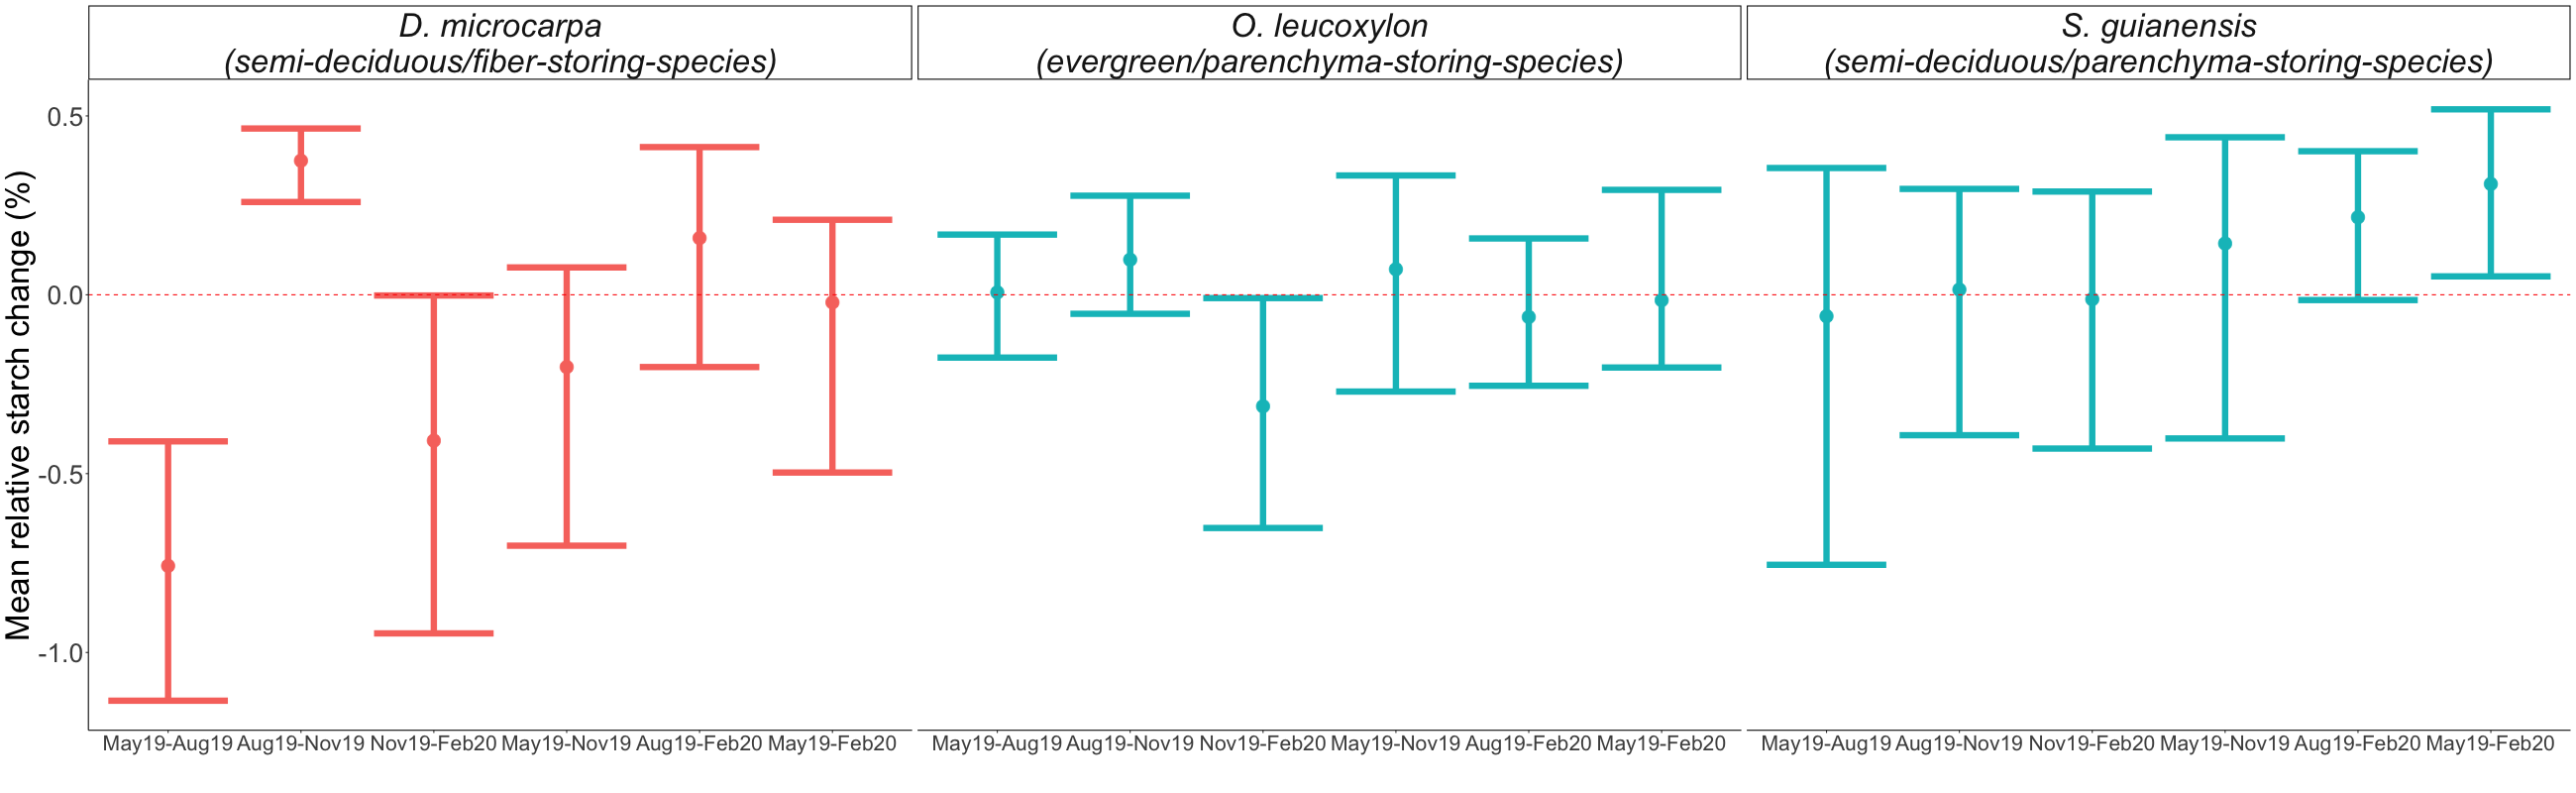 D. microcarpa
(semi-deciduous/fiber-storing-species)
O. leucoxylon
(evergreen/parenchyma-storing-species)
S. guianensis
(semi-deciduous/parenchyma-storing-species)
Mean relative starch change (%)
0.5
0.0
-0.5
-1.0
May19-Aug19 Aug19-Nov19 Nov19-Feb20 May19-Nov19 Aug19-Feb20 May19-Feb20
May19-Aug19 Aug19-Nov19 Nov19-Feb20 May19-Nov19 Aug19-Feb20 May19-Feb20
May19-Aug19 Aug19-Nov19 Nov19-Feb20 May19-Nov19 Aug19-Feb20 May19-Feb20